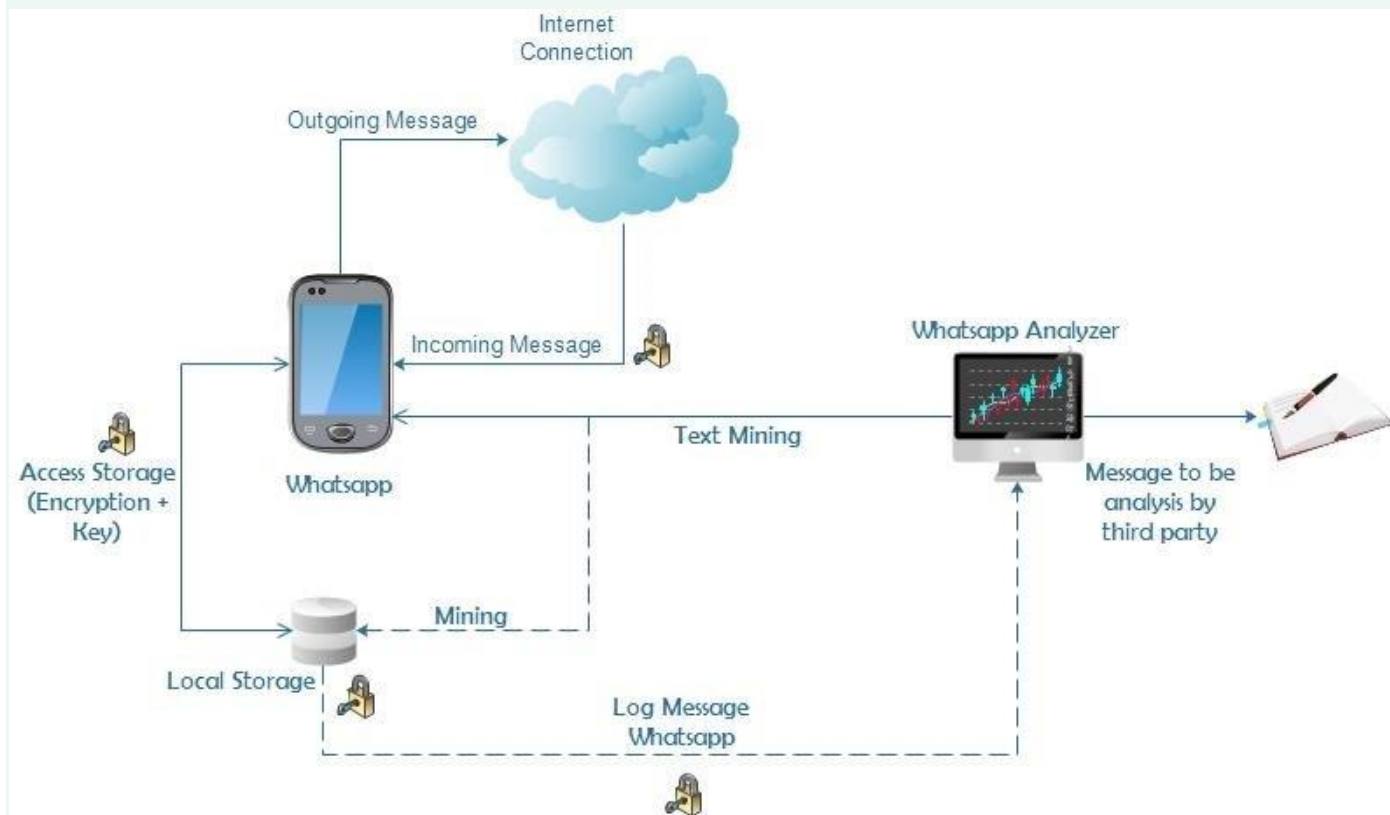 Internet
Connection
Outgoing Message
Incoming Message
Whatsapp Analyzer
Text Mining
Access Storage
(Encryption +
Key)
Whatsapp
Message to be
analysis by
third party
Mining
Local Storage
Log Message
Whatsapp